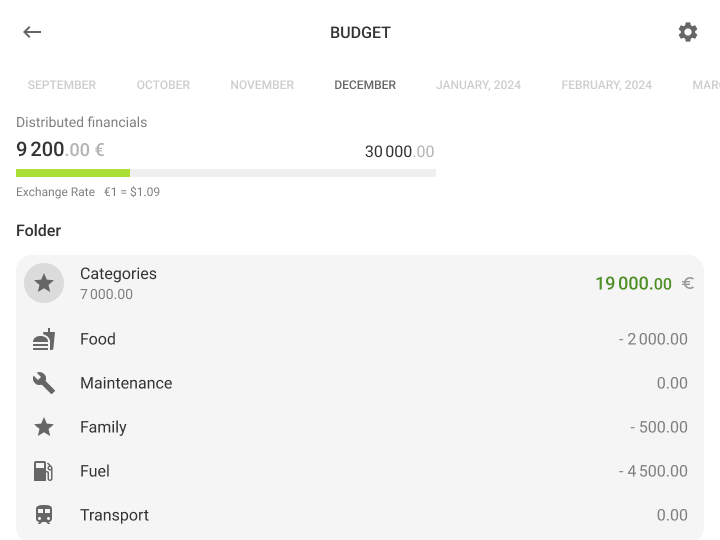 BUDGET
SEPTEMBER OCTOBER NOVEMBER DECEMBER JANUARY, 2024 FEBRUARY, 2024 MAR
Distributed financials
9 200.00 € 30 000.00
Exchange Rate €1 = $1.09
Folder
Categories
7 000.00
19 000.00 €
Food - 2 000.00
Maintenance 0.00
Family - 500.00
Fuel - 4 500.00
Transport 0.00